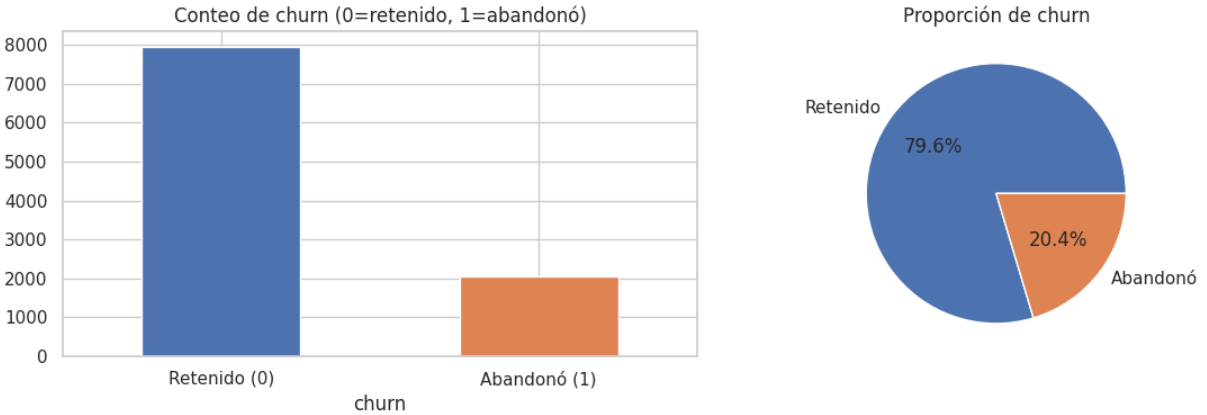 Conteo de churn (0=retenido, 1=abandonó)
8000
7000
6000
5000
4000
3000
2000
1000
0
Retenido (0)
Abandonó (1)
churn
Proporción de churn
Retenido
79.6%
20.4%
Abandonó